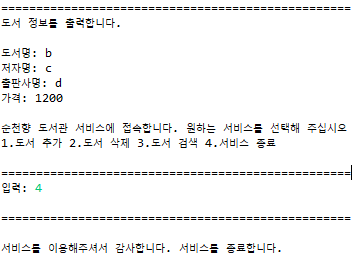 ==================================================
도서 정보를 출력합니다.
도서명: b
저자명: c
출판사명: d
가격: 1200
순천향 도서관 서비스에 접속합니다. 원하는 서비스를 선택해 주십시오
1.도서 추가 2.도서 삭제 3.도서 검색 4.서비스 종료
==================================================
입력: 4
==================================================
서비스를 이용해주셔서 감사합니다. 서비스를 종료합니다.